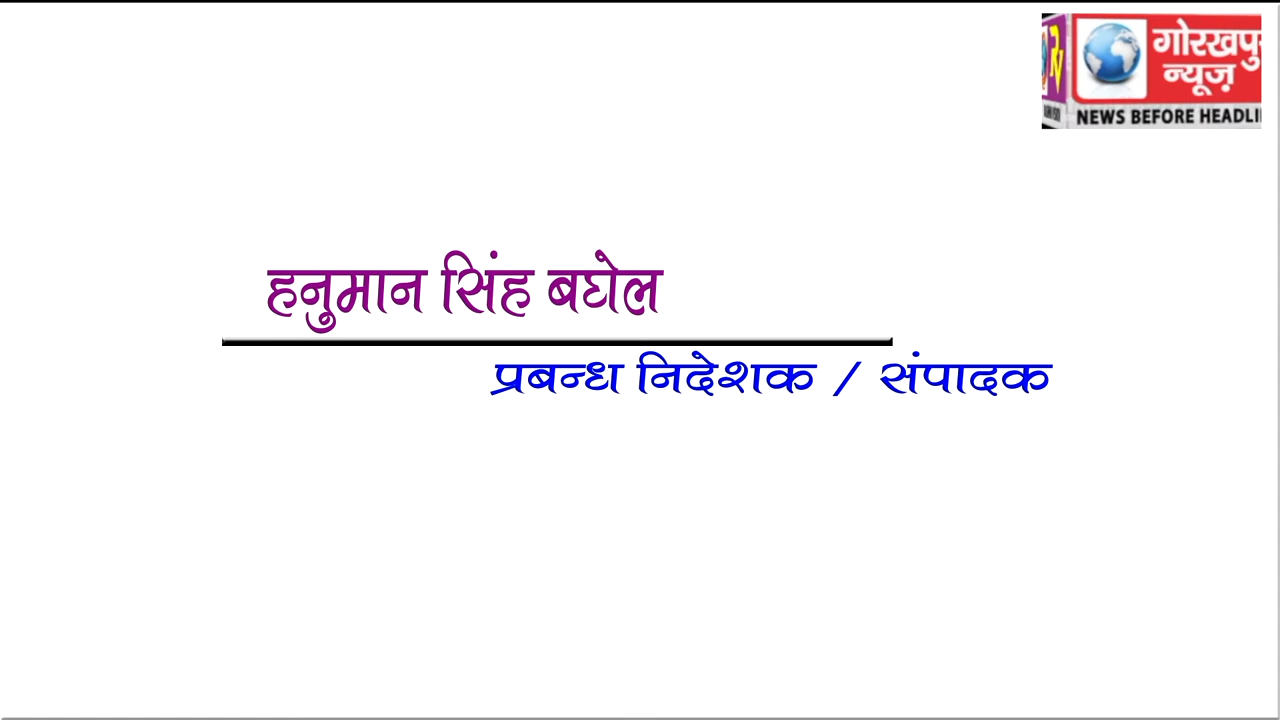 गोरखपु
न्यूज़
NEWS BEFORE HEADLI
हनुमान सिंह बघेल
प्रबन्ध निदेशक / संपादक